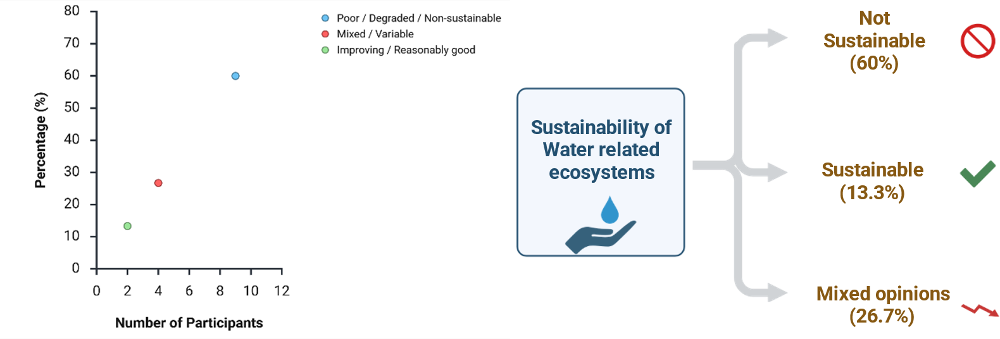 80
70
60
50
40
30
20
10
0
Percentage (%)
0 2 4 6 8 10 12
Number of Participants
Poor / Degraded / Non-sustainable
Mixed / Variable
Improving / Reasonably good
Sustainability of
Water related
ecosystems
Not
Sustainable
(60%)
Sustainable
(13.3%)
Mixed opinions
(26.7%)